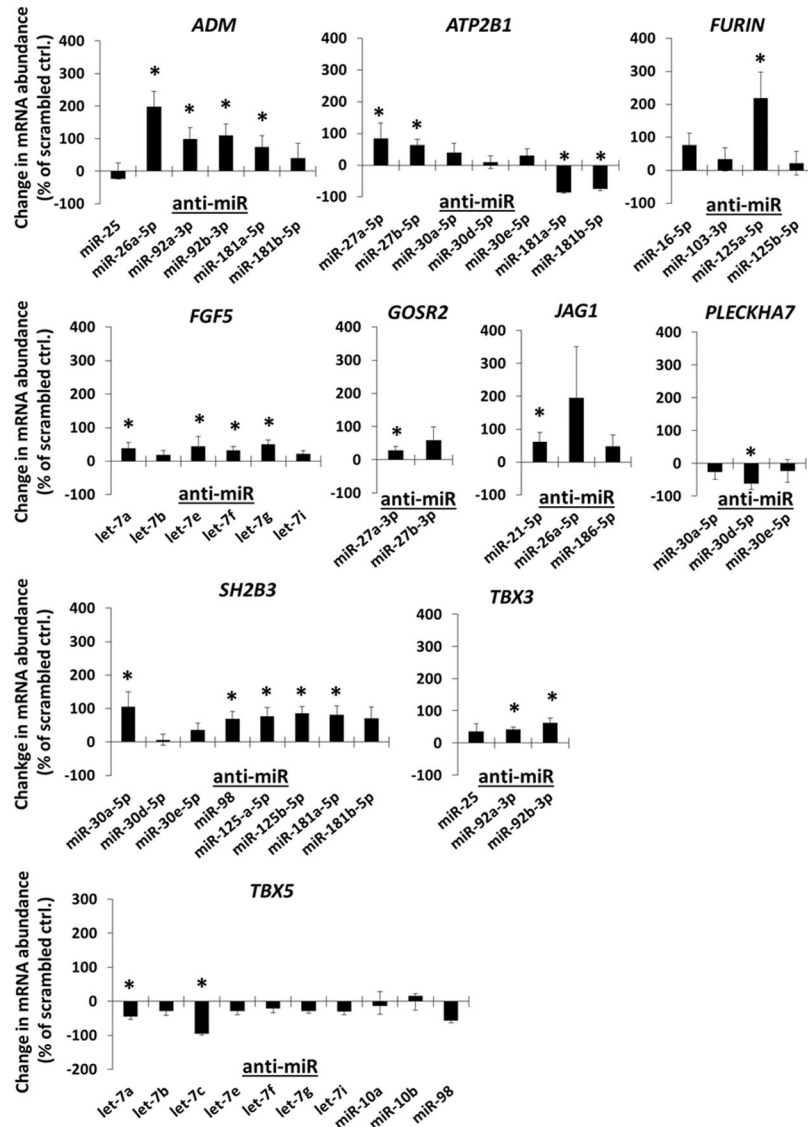 ADM
ATP2B1
FURIN
Change in mRNA abundance
(% of scrambled ctrl.)
400
300
200
100
0
-100
*
*
*
*
anti-miR
miR-25
miR-26a-5p
miR-92a-3p
miR-92b-3p
miR-181a-5p
miR-181b-5p
400
300
200
100
0
-100
*
*
*
*
anti-miR
miR-27a-5p
miR-27b-5p
miR-30a-5p
miR-30d-5p
miR-30e-5p
miR-181a-5p
miR-181b-5p
400
300
200
100
0
-100
*
anti-miR
miR-16-5p
miR-103-3p
miR-125a-5p
miR-125b-5p
FGF5
GOSR2
JAG1
PLECKHA7
Change in mRNA abundance
(% of scrambled ctrl.)
400
300
200
100
0
-100
*
*
*
*
anti-miR
let-7a
let-7b
let-7e
let-7f
let-7g
let-7i
400
300
200
100
0
-100
*
anti-miR
miR-27a-3p
miR-27b-3p
400
300
200
100
0
-100
*
anti-miR
miR-21-5p
miR-26a-5p
miR-186-5p
400
300
200
100
0
-100
*
anti-miR
miR-30a-5p
miR-30d-5p
miR-30e-5p
SH2B3
TBX3
Chankge in mRNA abundance
(% of scrambled ctrl.)
400
300
200
100
0
-100
*
*
*
*
*
anti-miR
miR-30a-5p
miR-30d-5p
miR-30e-5p
miR-98
miR-125-a-5p
miR-125b-5p
miR-181a-5p
miR-181b-5p
400
300
200
100
0
-100
*
*
anti-miR
miR-25
miR-92a-3p
miR-92b-3p
TBX5
Change in mRNA abundance
(% of scrambled ctrl.)
300
200
100
0
-100
-200
*
*
anti-miR
let-7a
let-7b
let-7c
let-7e
let-7f
let-7g
let-7i
miR-10a
miR-10b
miR-98